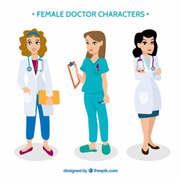 • FEMALE DOCTOR CHARACTERS •
designed by freepik.com